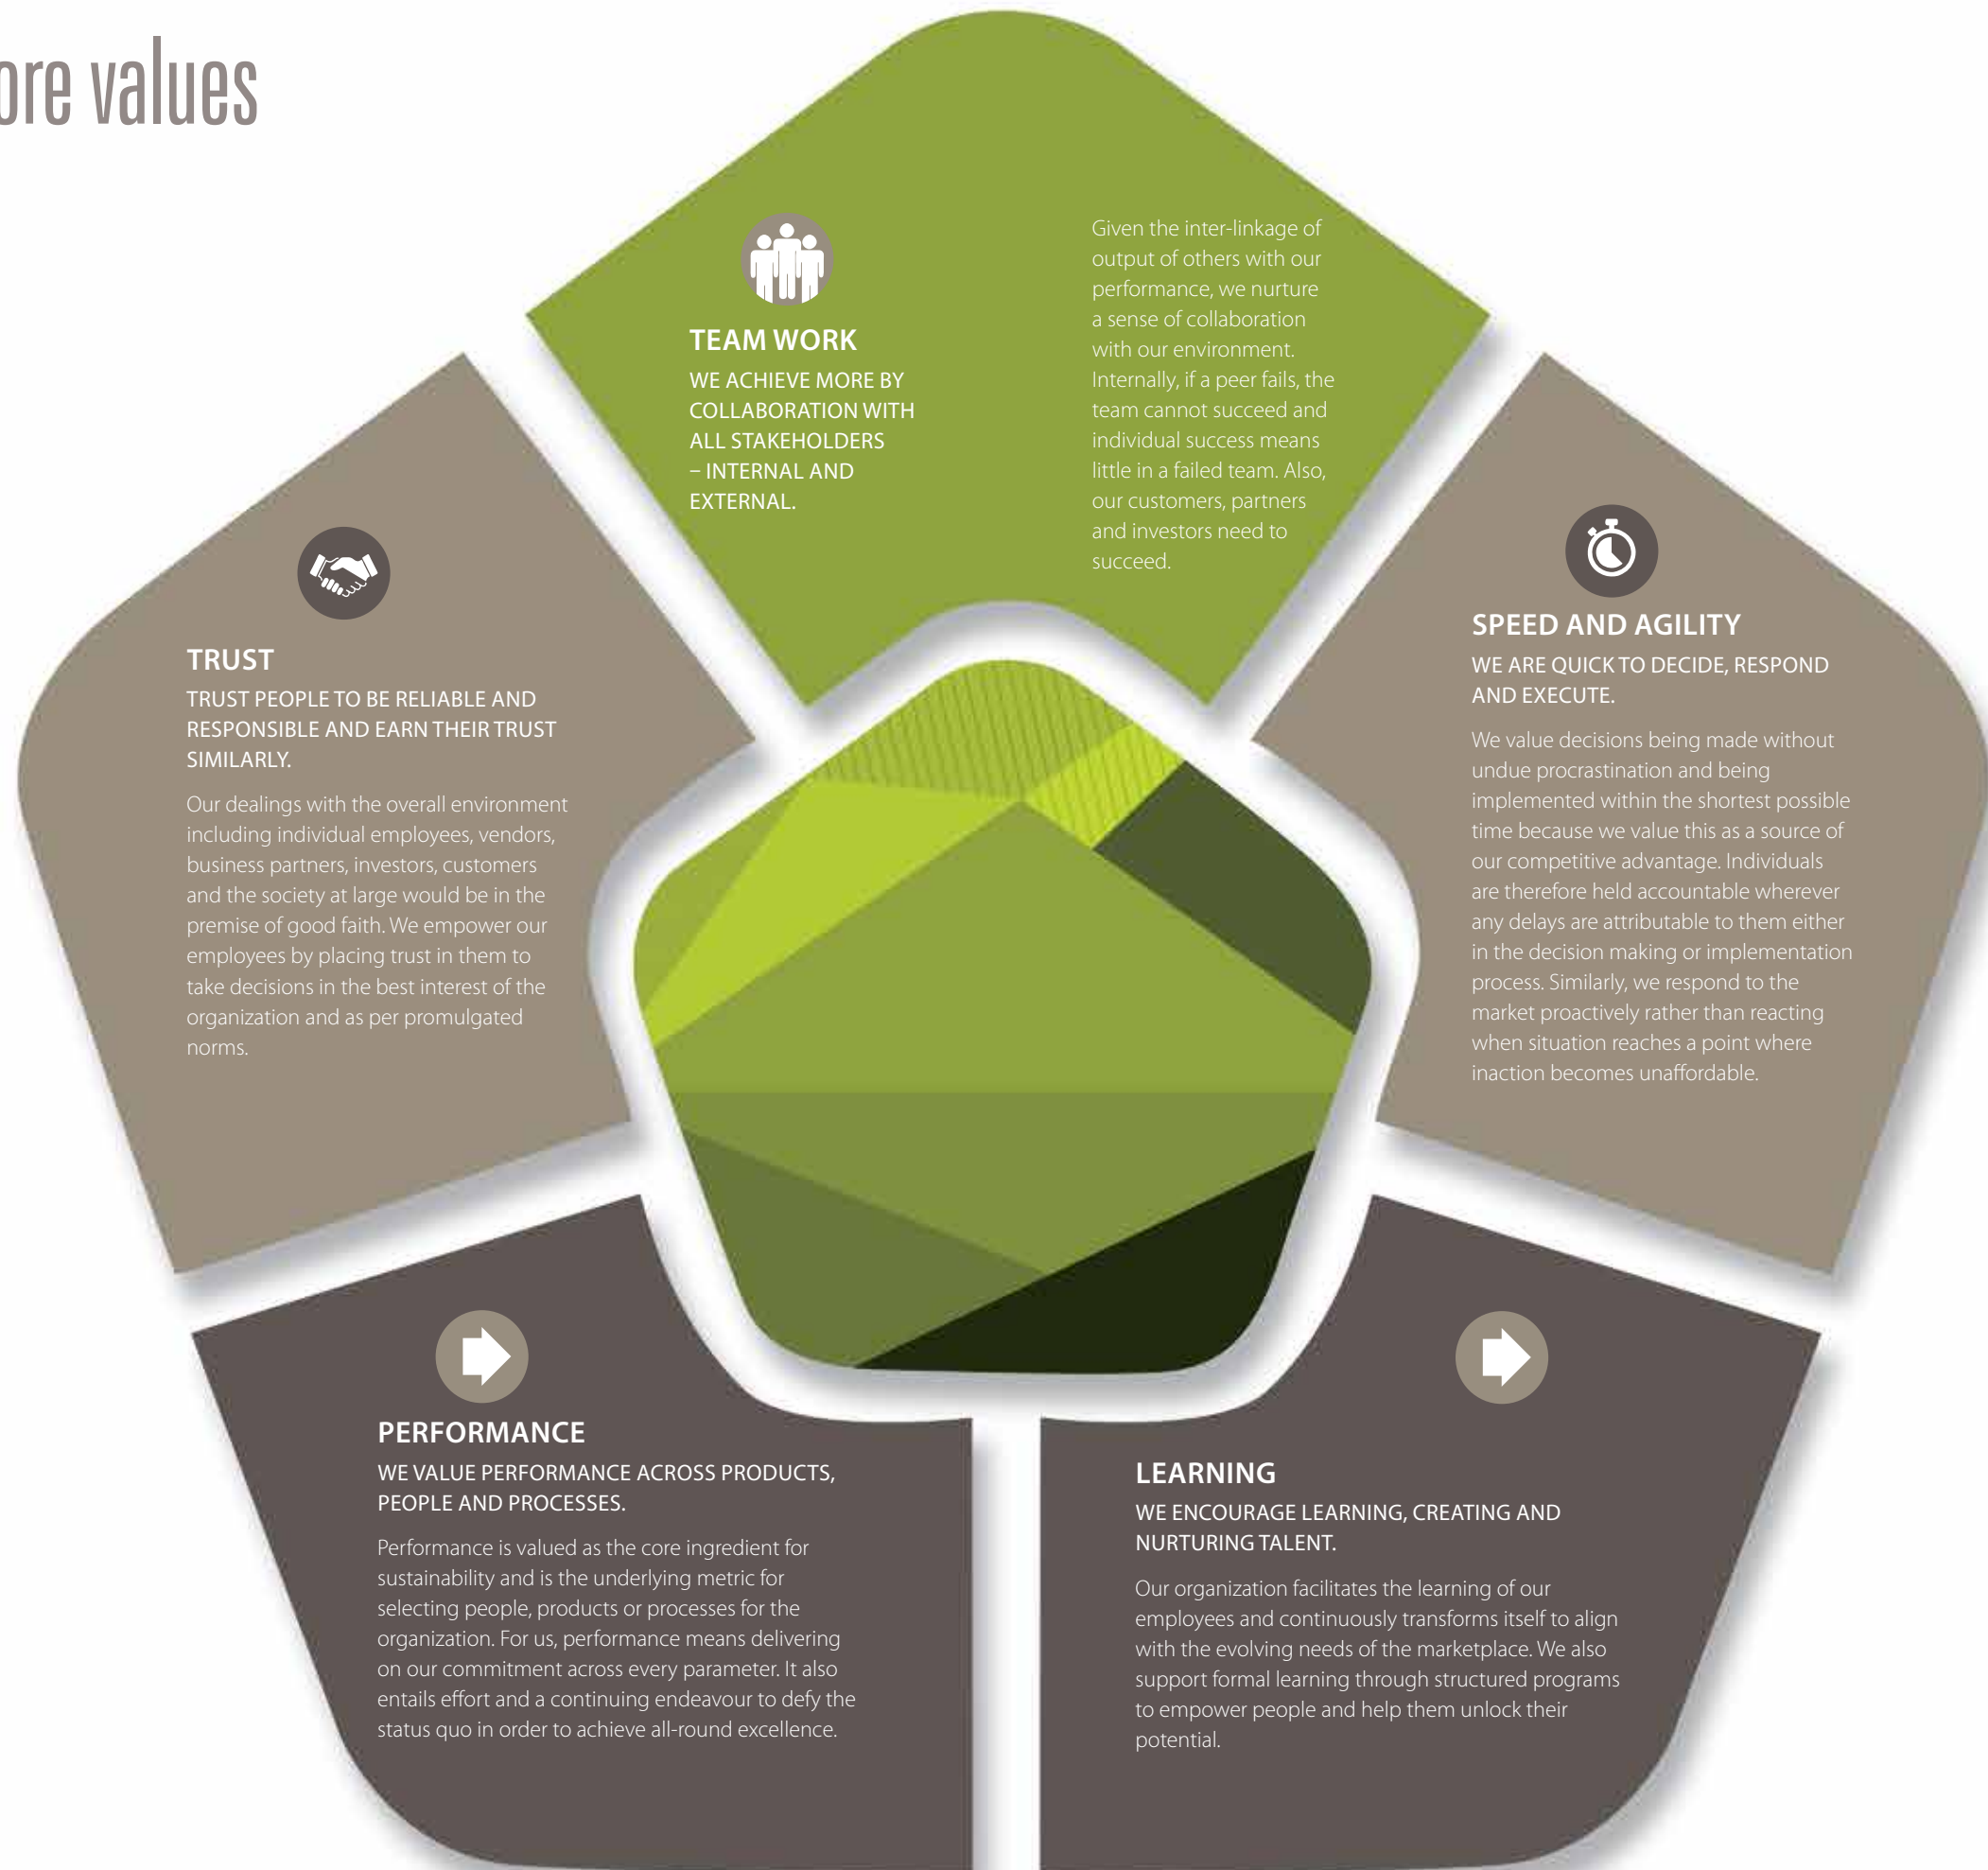 ore values
TEAM WORK
WE ACHIEVE MORE BY
COLLABORATION WITH
ALL STAKEHOLDERS
– INTERNAL AND
EXTERNAL.
Given the inter-linkage of
output of others with our
performance, we nurture
a sense of collaboration
with our environment.
Internally, if a peer fails, the
team cannot succeed and
individual success means
little in a failed team. Also,
our customers, partners
and investors need to
succeed.
TRUST
TRUST PEOPLE TO BE RELIABLE AND
RESPONSIBLE AND EARN THEIR TRUST
SIMILARLY.
Our dealings with the overall environment
including individual employees, vendors,
business partners, investors, customers
and the society at large would be in the
premise of good faith. We empower our
employees by placing trust in them to
take decisions in the best interest of the
organization and as per promulgated
norms.
SPEED AND AGILITY
WE ARE QUICK TO DECIDE, RESPOND
AND EXECUTE.
We value decisions being made without
undue procrastination and being
implemented within the shortest possible
time because we value this as a source of
our competitive advantage. Individuals
are therefore held accountable wherever
any delays are attributable to them either
in the decision making or implementation
process. Similarly, we respond to the
market proactively rather than reacting
when situation reaches a point where
inaction becomes unaffordable.
PERFORMANCE
WE VALUE PERFORMANCE ACROSS PRODUCTS,
PEOPLE AND PROCESSES.
Performance is valued as the core ingredient for
sustainability and is the underlying metric for
selecting people, products or processes for the
organization. For us, performance means delivering
on our commitment across every parameter. It also
entails effort and a continuing endeavour to defy the
status quo in order to achieve all-round excellence.
LEARNING
WE ENCOURAGE LEARNING, CREATING AND
NURTURING TALENT.
Our organization facilitates the learning of our
employees and continuously transforms itself to align
with the evolving needs of the marketplace. We also
support formal learning through structured programs
to empower people and help them unlock their
potential.